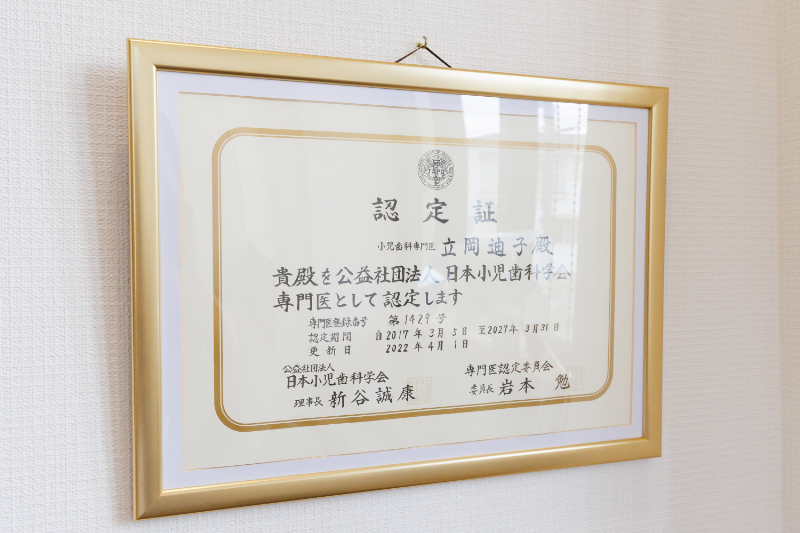 認定証
小児歯科専門医 立岡迪子殿
貴殿を公益社団法人日本小児歯科学会
専門医として認定します
専門医登録番号 第1429号
認定期間 自2017年3月5日 至2027年3月31日
更新日 2022年4月1日
公益社団法人
日本小児歯科学会
理事長 新谷誠康
専門医認定委員会
委員長 岩本 勉